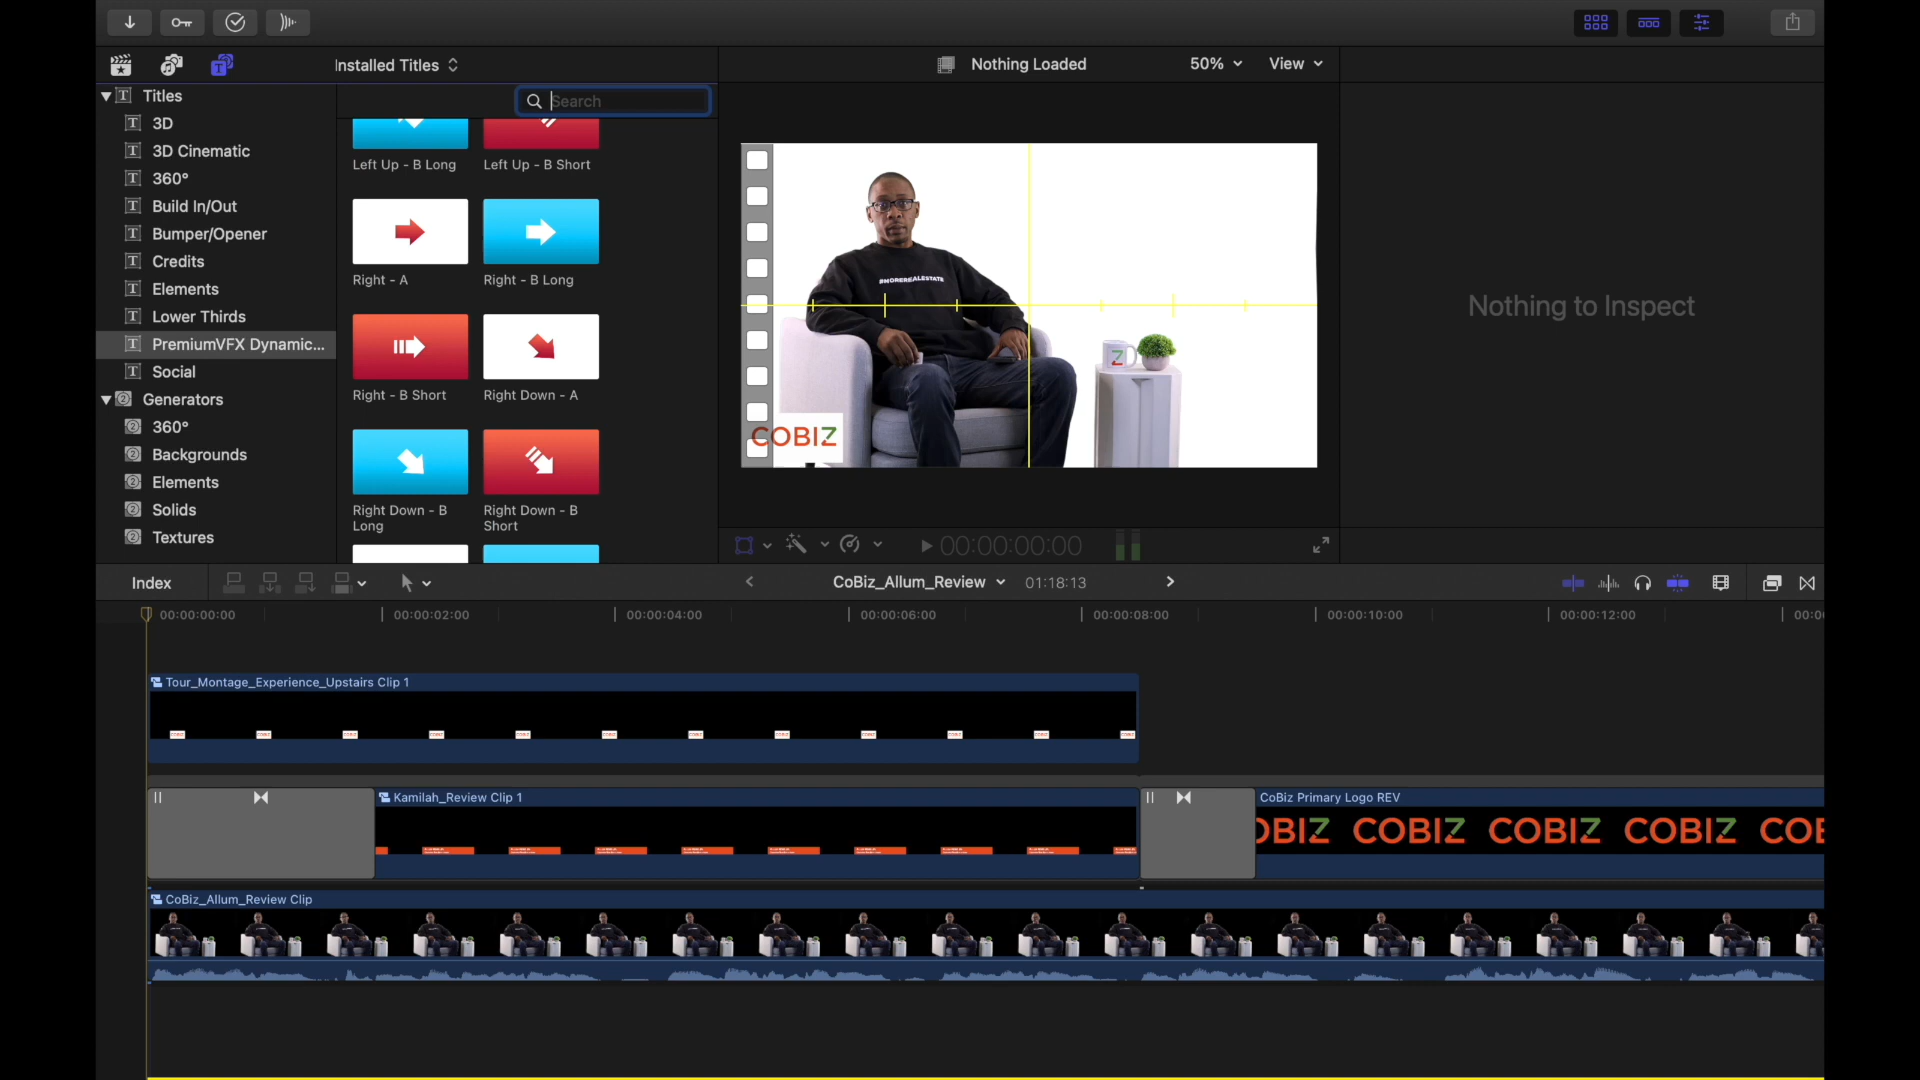 Installed Titles
Nothing Loaded
50%
View
Titles
Search
3D
3D Cinematic
360°
Build In/Out
Bumper/Opener
Credits
Elements
Lower Thirds
PremiumVFX Dynamic...
Social
Generators
360°
Backgrounds
Elements
Solids
Textures
Left Up - B Long
Left Up - B Short
Right - A
Right - B Long
Right - B Short
Right Down - A
Right Down - B
Long
Right Down - B
Short
#MOREREALESTATE
Z
COBIZ
Nothing to Inspect
00:00:00:00
Index
CoBiz_Allum_Review
01:18:13
00:00:00:00
00:00:02:00
00:00:04:00
00:00:06:00
00:00:08:00
00:00:10:00
00:00:12:00
00:00
Tour_Montage_Experience_Upstairs Clip 1
Kamilah_Review Clip 1
CoBiz Primary Logo REV
OBIZ COBIZ COBIZ COBIZ COE
CoBiz_Allum_Review Clip